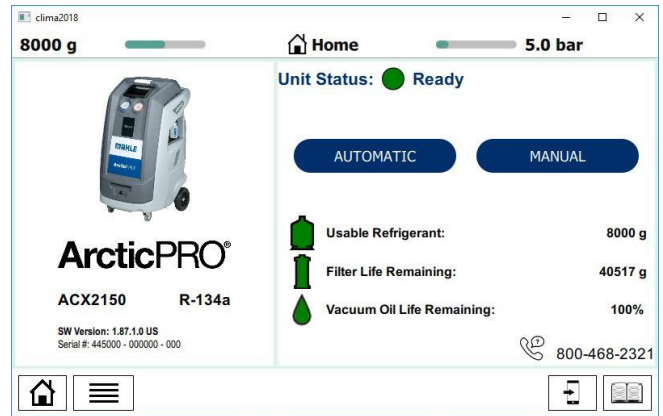 clima2018
8000 g
Home
5.0 bar
Unit Status: Ready
AUTOMATIC
MANUAL
MAHLE
ArcticPRO
ArcticPRO®
ACX2150 R-134a
SW Version: 1.87.1.0 US
Serial #: 445000 - 000000 - 000
Usable Refrigerant: 8000 g
Filter Life Remaining: 40517 g
Vacuum Oil Life Remaining: 100%
800-468-2321